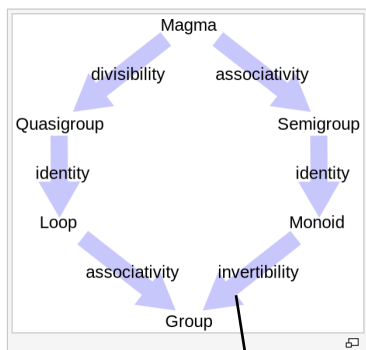 Magma
divisibility associativity
Quasigroup Semigroup
identity identity
Loop Monoid
associativity invertibility
Group